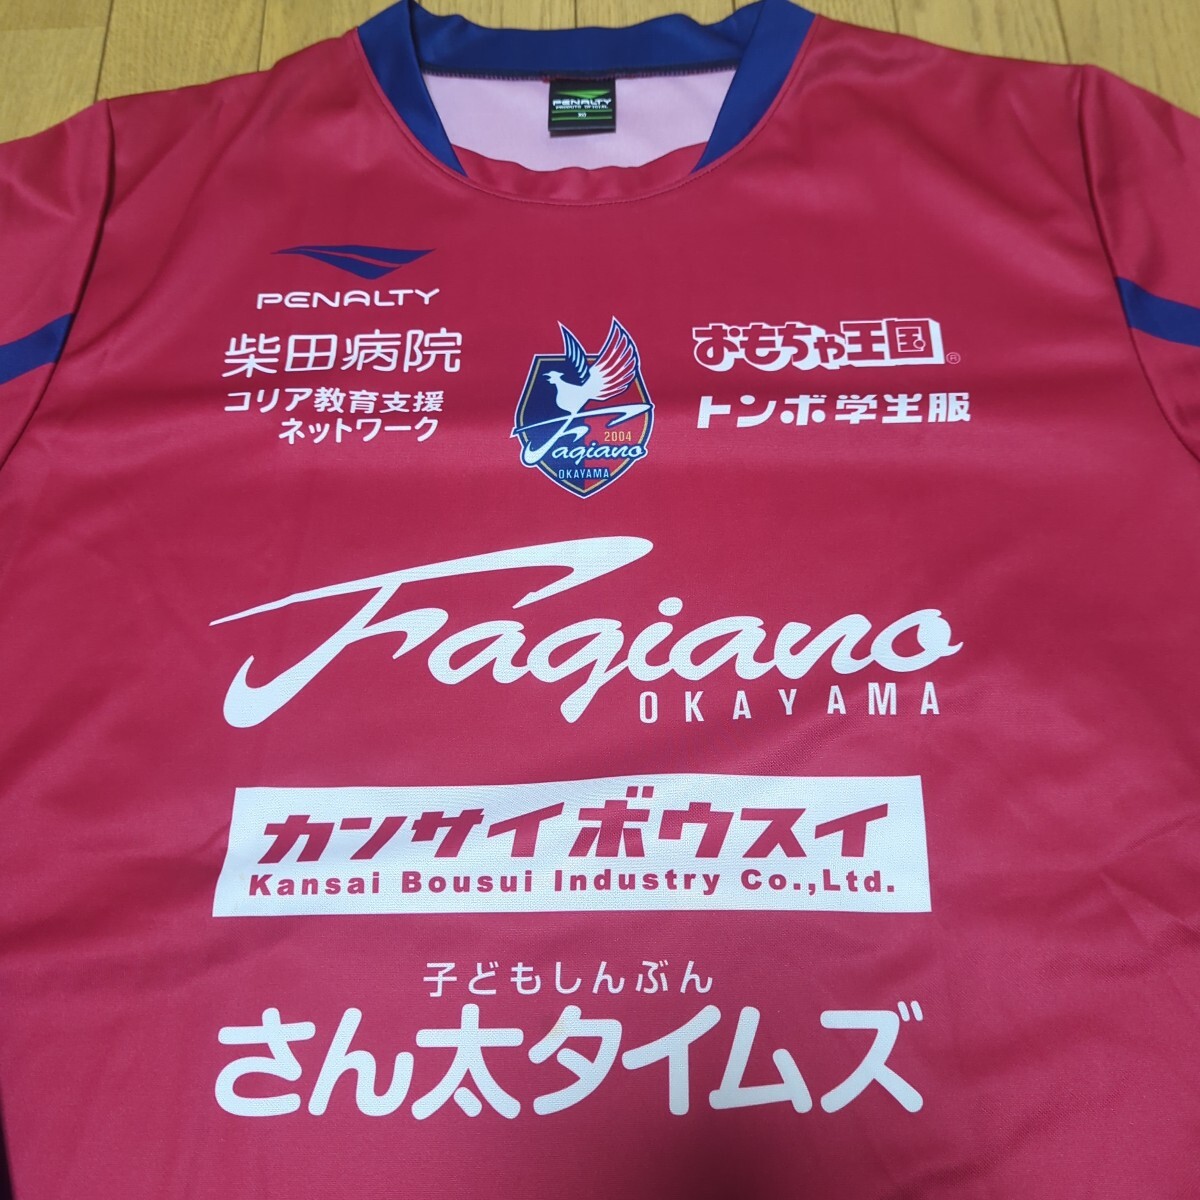 PENALTY
PENALTY
柴田病院
コリア教育支援
ネットワーク
おもちゃ王国®
トンボ学生服
2004
Fagiano
OKAYAMA
Fagiano
OKAYAMA
カンサイボウスイ
Kansai Bousui Industry Co.,Ltd.
子どもしんぶん
さん太タイムズ